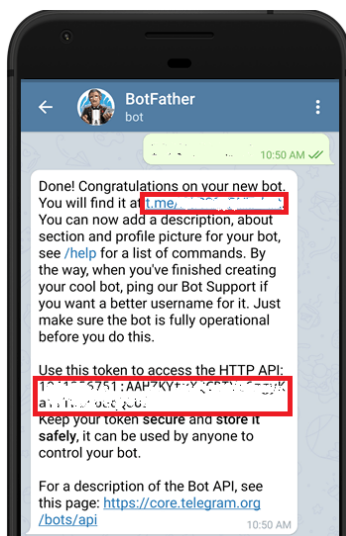 BotFather
bot
10:50 AM
Done! Congratulations on your new bot.
You will find it at t.me/
You can now add a description, about
section and profile picture for your bot,
see /help for a list of commands. By
the way, when you've finished creating
your cool bot, ping our Bot Support if
you want a better username for it. Just
make sure the bot is fully operational
before you do this.
Use this token to access the HTTP API:
Keep your token secure and store it
safely, it can be used by anyone to
control your bot.
For a description of the Bot API, see
this page: https://core.telegram.org
/bots/api
10:50 AM